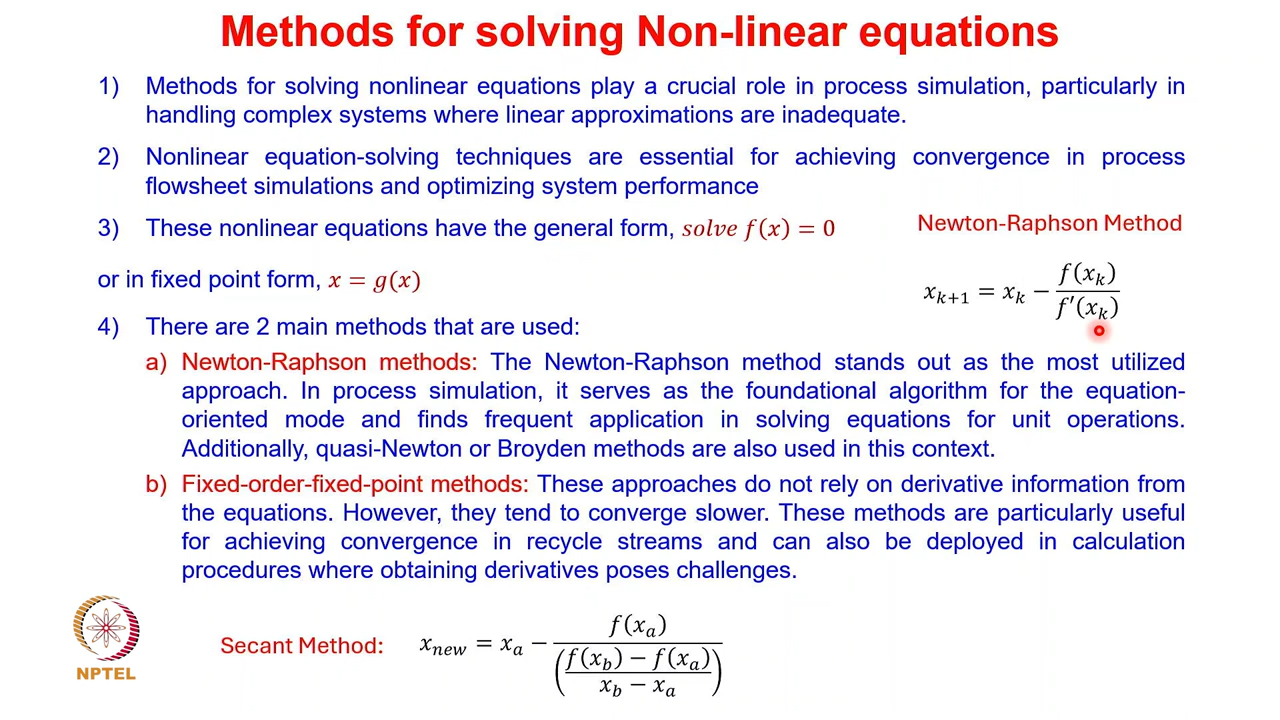 Methods for solving Non-linear equations
1) Methods for solving nonlinear equations play a crucial role in process simulation, particularly in
handling complex systems where linear approximations are inadequate.
2) Nonlinear equation-solving techniques are essential for achieving convergence in process
flowsheet simulations and optimizing system performance
3) These nonlinear equations have the general form, solve f(x) = 0
Newton-Raphson Method
or in fixed point form, x = g(x)
x_{k+1} = x_k − f(x_k) / f'(x_k)
4) There are 2 main methods that are used:
a) Newton-Raphson methods: The Newton-Raphson method stands out as the most utilized
approach. In process simulation, it serves as the foundational algorithm for the equation-
oriented mode and finds frequent application in solving equations for unit operations.
Additionally, quasi-Newton or Broyden methods are also used in this context.
b) Fixed-order-fixed-point methods: These approaches do not rely on derivative information from
the equations. However, they tend to converge slower. These methods are particularly useful
for achieving convergence in recycle streams and can also be deployed in calculation
procedures where obtaining derivatives poses challenges.
Secant Method: x_{new} = x_a − f(x_a) / ((f(x_b) − f(x_a)) / (x_b − x_a))
NPTEL